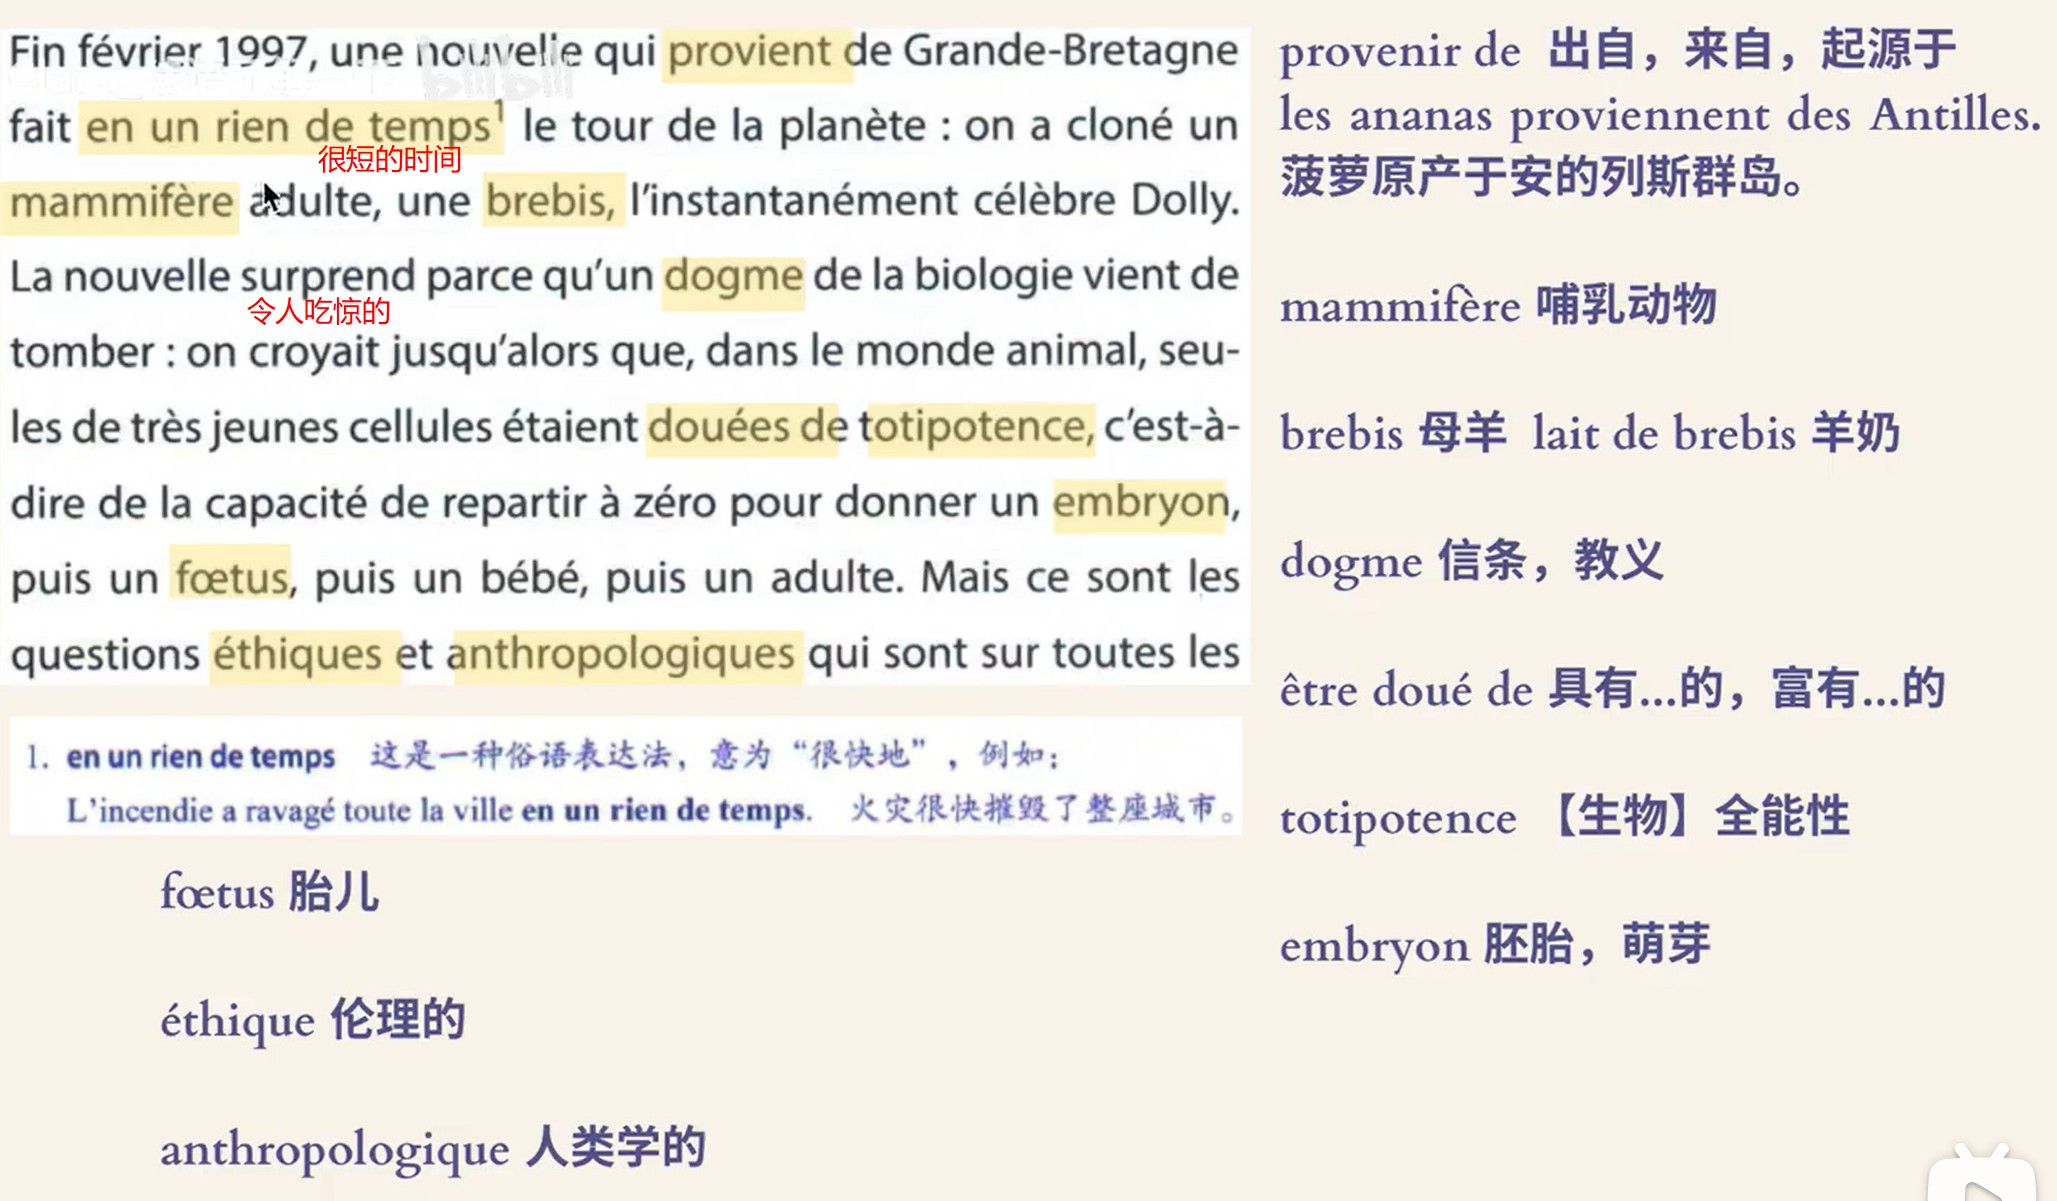 Fin février 1997, une nouvelle qui provient de Grande-Bretagne
fait en un rien de temps¹ le tour de la planète : on a cloné un
很短的时间
mammifère adulte, une brebis, l'instantanément célèbre Dolly.
La nouvelle surprend parce qu'un dogme de la biologie vient de
令人吃惊的
tomber : on croyait jusqu'alors que, dans le monde animal, seu-
les de très jeunes cellules étaient douées de totipotence, c'est-à-
dire de la capacité de repartir à zéro pour donner un embryon,
puis un fœtus, puis un bébé, puis un adulte. Mais ce sont les
questions éthiques et anthropologiques qui sont sur toutes les
1. en un rien de temps 这是一种俗语表达法，意为“很快地”，例如：
L'incendie a ravagé toute la ville en un rien de temps. 火灾很快摧毁了整座城市。
fœtus 胎儿
éthique 伦理的
anthropologique 人类学的
provenir de 出自，来自，起源于
les ananas proviennent des Antilles.
菠萝原产于安的列斯群岛。
mammifère 哺乳动物
brebis 母羊 lait de brebis 羊奶
dogme 信条，教义
être doué de 具有...的，富有...的
totipotence 【生物】全能性
embryon 胚胎，萌芽
bilibili